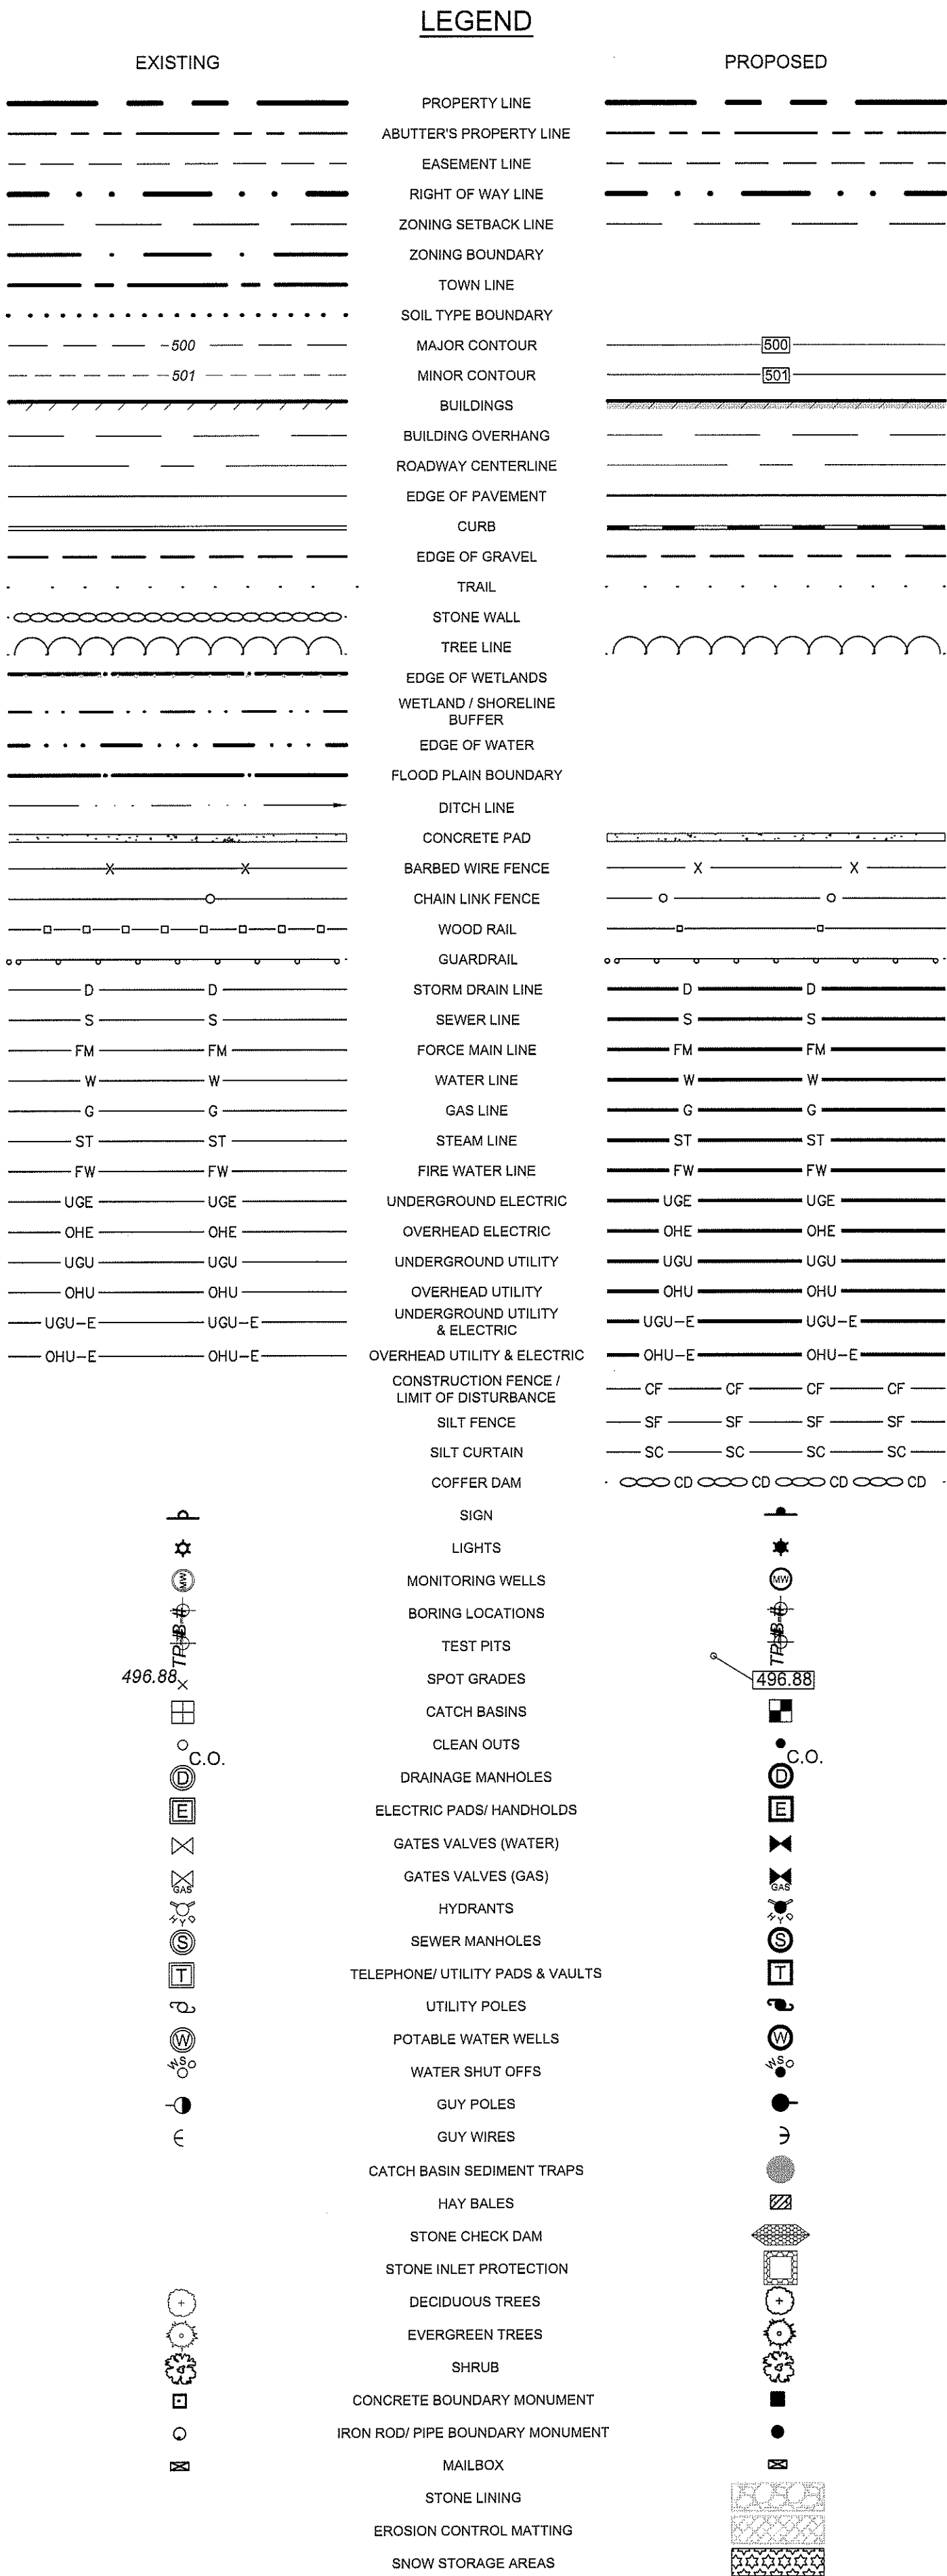 LEGEND
EXISTING PROPOSED
PROPERTY LINE
ABUTTER'S PROPERTY LINE
EASEMENT LINE
RIGHT OF WAY LINE
ZONING SETBACK LINE
ZONING BOUNDARY
TOWN LINE
SOIL TYPE BOUNDARY
500 MAJOR CONTOUR 500
501 MINOR CONTOUR 501
BUILDINGS
BUILDING OVERHANG
ROADWAY CENTERLINE
EDGE OF PAVEMENT
CURB
EDGE OF GRAVEL
TRAIL
STONE WALL
TREE LINE
EDGE OF WETLANDS
WETLAND / SHORELINE
BUFFER
EDGE OF WATER
FLOOD PLAIN BOUNDARY
DITCH LINE
CONCRETE PAD
X X BARBED WIRE FENCE X X
CHAIN LINK FENCE
WOOD RAIL
GUARDRAIL
D D STORM DRAIN LINE D D
S S SEWER LINE S S
FM FM FORCE MAIN LINE FM FM
W W WATER LINE W W
G G GAS LINE G G
ST ST STEAM LINE ST ST
FW FW FIRE WATER LINE FW FW
UGE UGE UNDERGROUND ELECTRIC UGE UGE
OHE OHE OVERHEAD ELECTRIC OHE OHE
UGU UGU UNDERGROUND UTILITY UGU UGU
OHU OHU OVERHEAD UTILITY OHU OHU
UGU-E UGU-E UNDERGROUND UTILITY & ELECTRIC UGU-E UGU-E
OHU-E OHU-E OVERHEAD UTILITY & ELECTRIC OHU-E OHU-E
CONSTRUCTION FENCE /
LIMIT OF DISTURBANCE CF CF CF CF
SILT FENCE SF SF SF SF
SILT CURTAIN SC SC SC SC
COFFER DAM CD CD CD CD
SIGN
LIGHTS
MW MONITORING WELLS MW
B-# BORING LOCATIONS B-#
TP-# TEST PITS TP-#
496.88 SPOT GRADES 496.88
CATCH BASINS
C.O. CLEAN OUTS C.O.
D DRAINAGE MANHOLES D
E ELECTRIC PADS/ HANDHOLDS E
GATES VALVES (WATER)
GAS GATES VALVES (GAS) GAS
HYD HYDRANTS HYD
S SEWER MANHOLES S
T TELEPHONE/ UTILITY PADS & VAULTS T
UTILITY POLES
W POTABLE WATER WELLS W
WSO WATER SHUT OFFS WSO
GUY POLES
GUY WIRES
CATCH BASIN SEDIMENT TRAPS
HAY BALES
STONE CHECK DAM
STONE INLET PROTECTION
DECIDUOUS TREES
EVERGREEN TREES
SHRUB
CONCRETE BOUNDARY MONUMENT
IRON ROD/ PIPE BOUNDARY MONUMENT
MAILBOX
STONE LINING
EROSION CONTROL MATTING
SNOW STORAGE AREAS